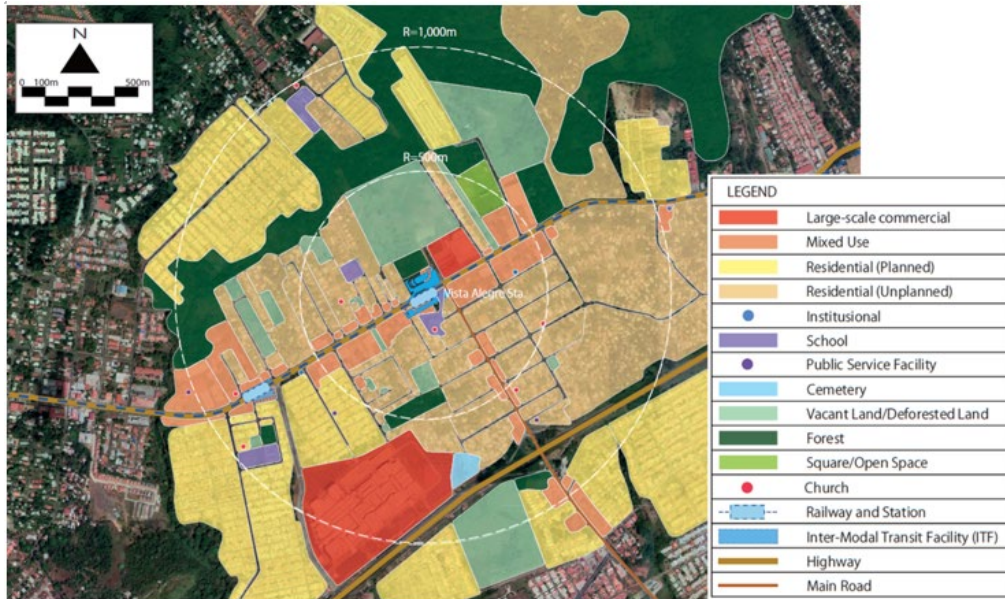 N
0 100m 500m
R=1,000m
R=500m
Vista Alegre Sta.
LEGEND
Large-scale commercial
Mixed Use
Residential (Planned)
Residential (Unplanned)
Institusional
School
Public Service Facility
Cemetery
Vacant Land/Deforested Land
Forest
Square/Open Space
Church
Railway and Station
Inter-Modal Transit Facility (ITF)
Highway
Main Road